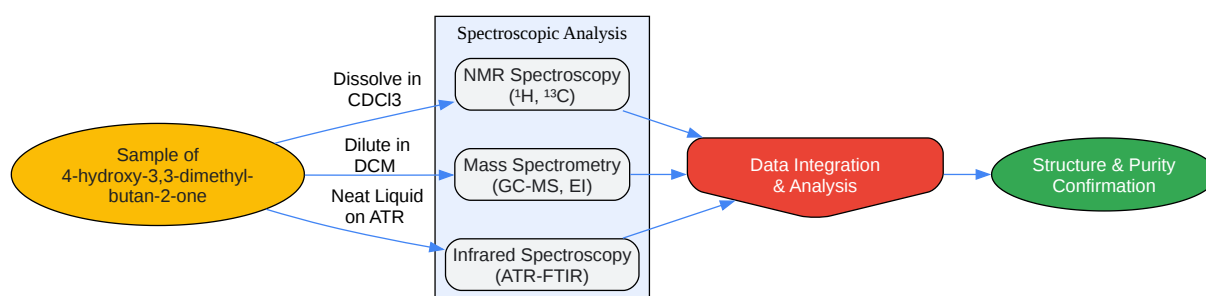 Spectroscopic Analysis
Dissolve in
CDCl3
NMR Spectroscopy
(¹H, ¹³C)
Sample of
4-hydroxy-3,3-dimethyl-
butan-2-one
Dilute in
DCM
Mass Spectrometry
(GC-MS, EI)
Data Integration
& Analysis
Structure & Purity
Confirmation
Neat Liquid
on ATR
Infrared Spectroscopy
(ATR-FTIR)